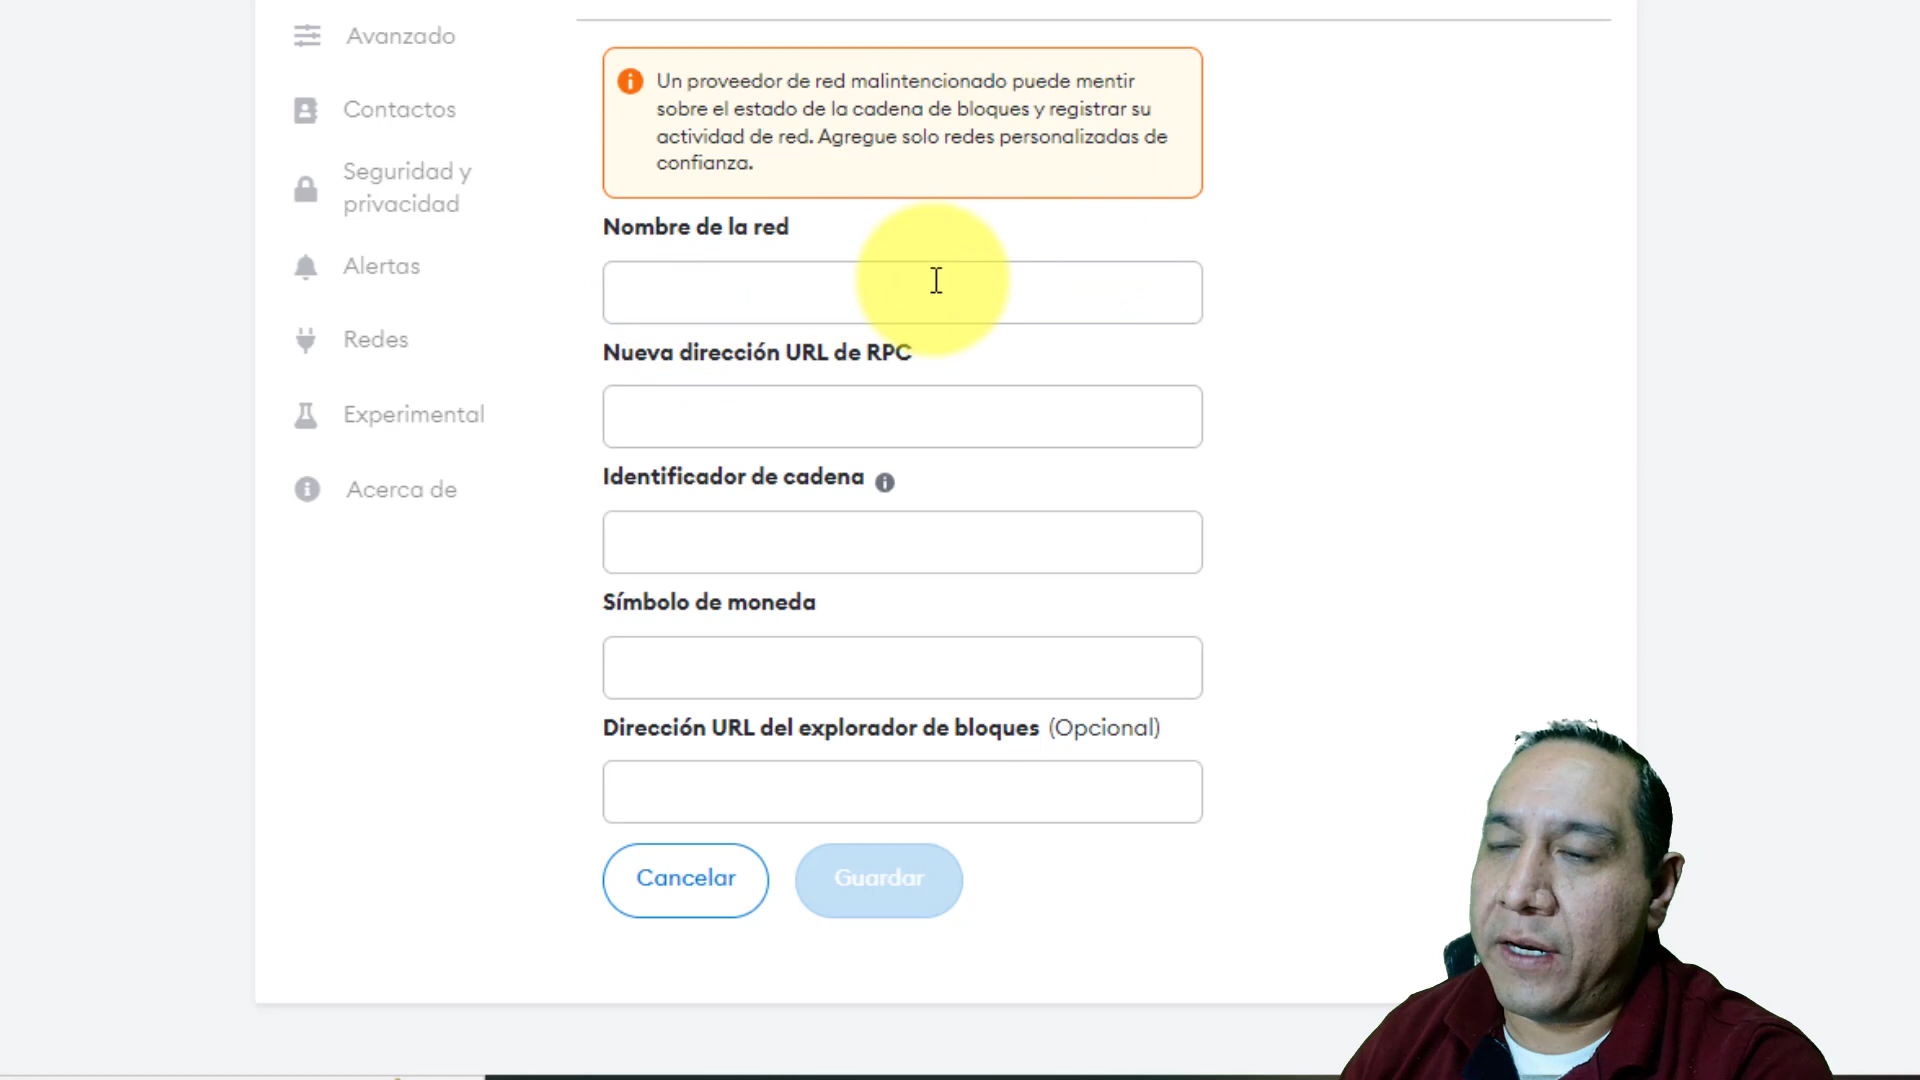 Avanzado
Contactos
Seguridad y
privacidad
Alertas
Redes
Experimental
Acerca de
Un proveedor de red malintencionado puede mentir
sobre el estado de la cadena de bloques y registrar su
actividad de red. Agregue solo redes personalizadas de
confianza.
Nombre de la red
Nueva dirección URL de RPC
Identificador de cadena
Símbolo de moneda
Dirección URL del explorador de bloques (Opcional)
Cancelar
Guardar